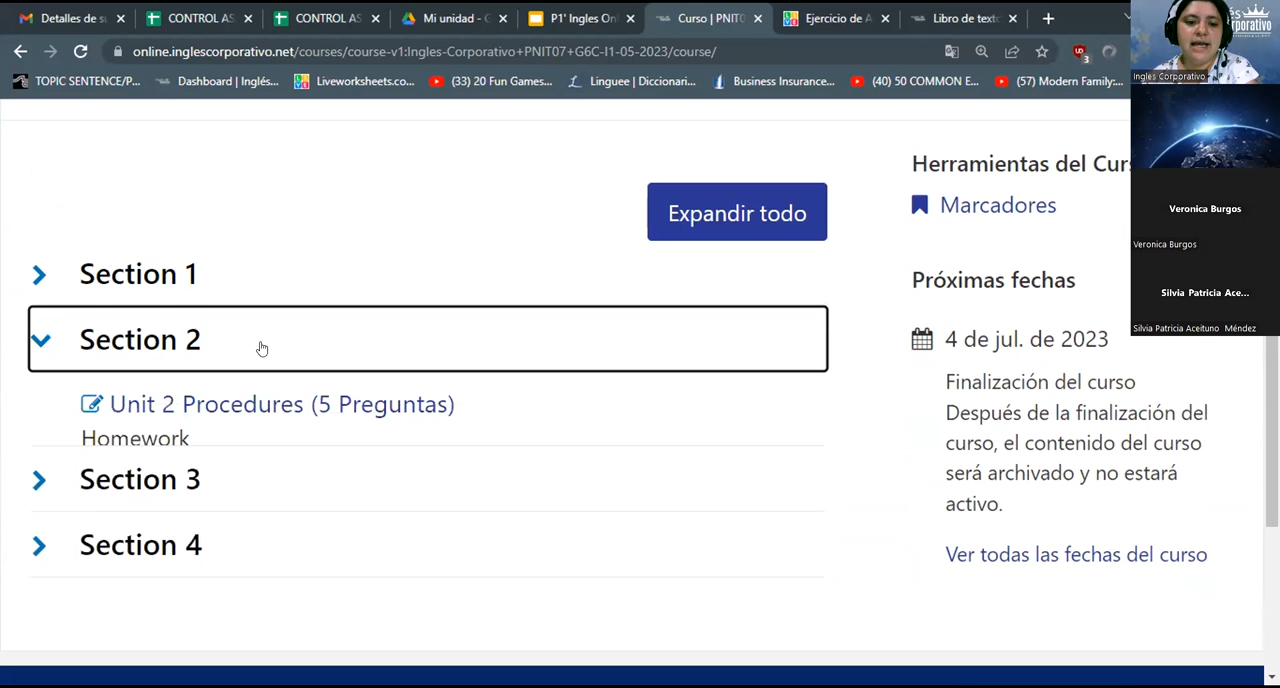 Detalles de su
CONTROL AS
CONTROL AS
Mi unidad - G
P1' Ingles Onl
Curso | PNIT0
Ejercicio de A
Libro de texto
online.inglescorporativo.net/courses/course-v1:Ingles-Corporativo+PNIT07+G6C-I1-05-2023/course/
3
TOPIC SENTENCE/P...
Dashboard | Inglés...
Liveworksheets.co...
(33) 20 Fun Games...
Linguee | Diccionari...
Business Insurance...
(40) 50 COMMON E...
(57) Modern Family:...
Ingles Corporativo
Veronica Burgos
Veronica Burgos
Silvia Patricia Ace...
Silvia Patricia Aceituno Méndez
Expandir todo
Section 1
Section 2
Unit 2 Procedures (5 Preguntas)
Homework
Section 3
Section 4
Herramientas del Cur
Marcadores
Próximas fechas
4 de jul. de 2023
Finalización del curso
Después de la finalización del
curso, el contenido del curso
será archivado y no estará
activo.
Ver todas las fechas del curso